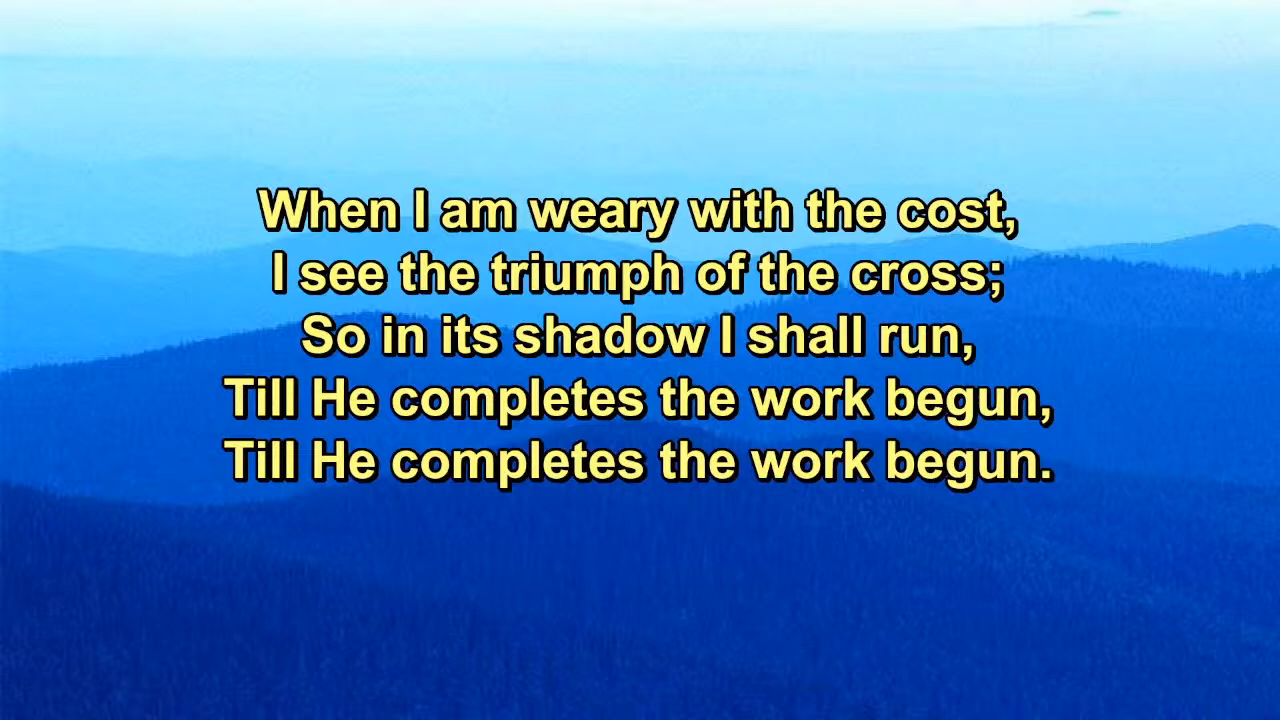 When I am weary with the cost,
I see the triumph of the cross;
So in its shadow I shall run,
Till He completes the work begun,
Till He completes the work begun.